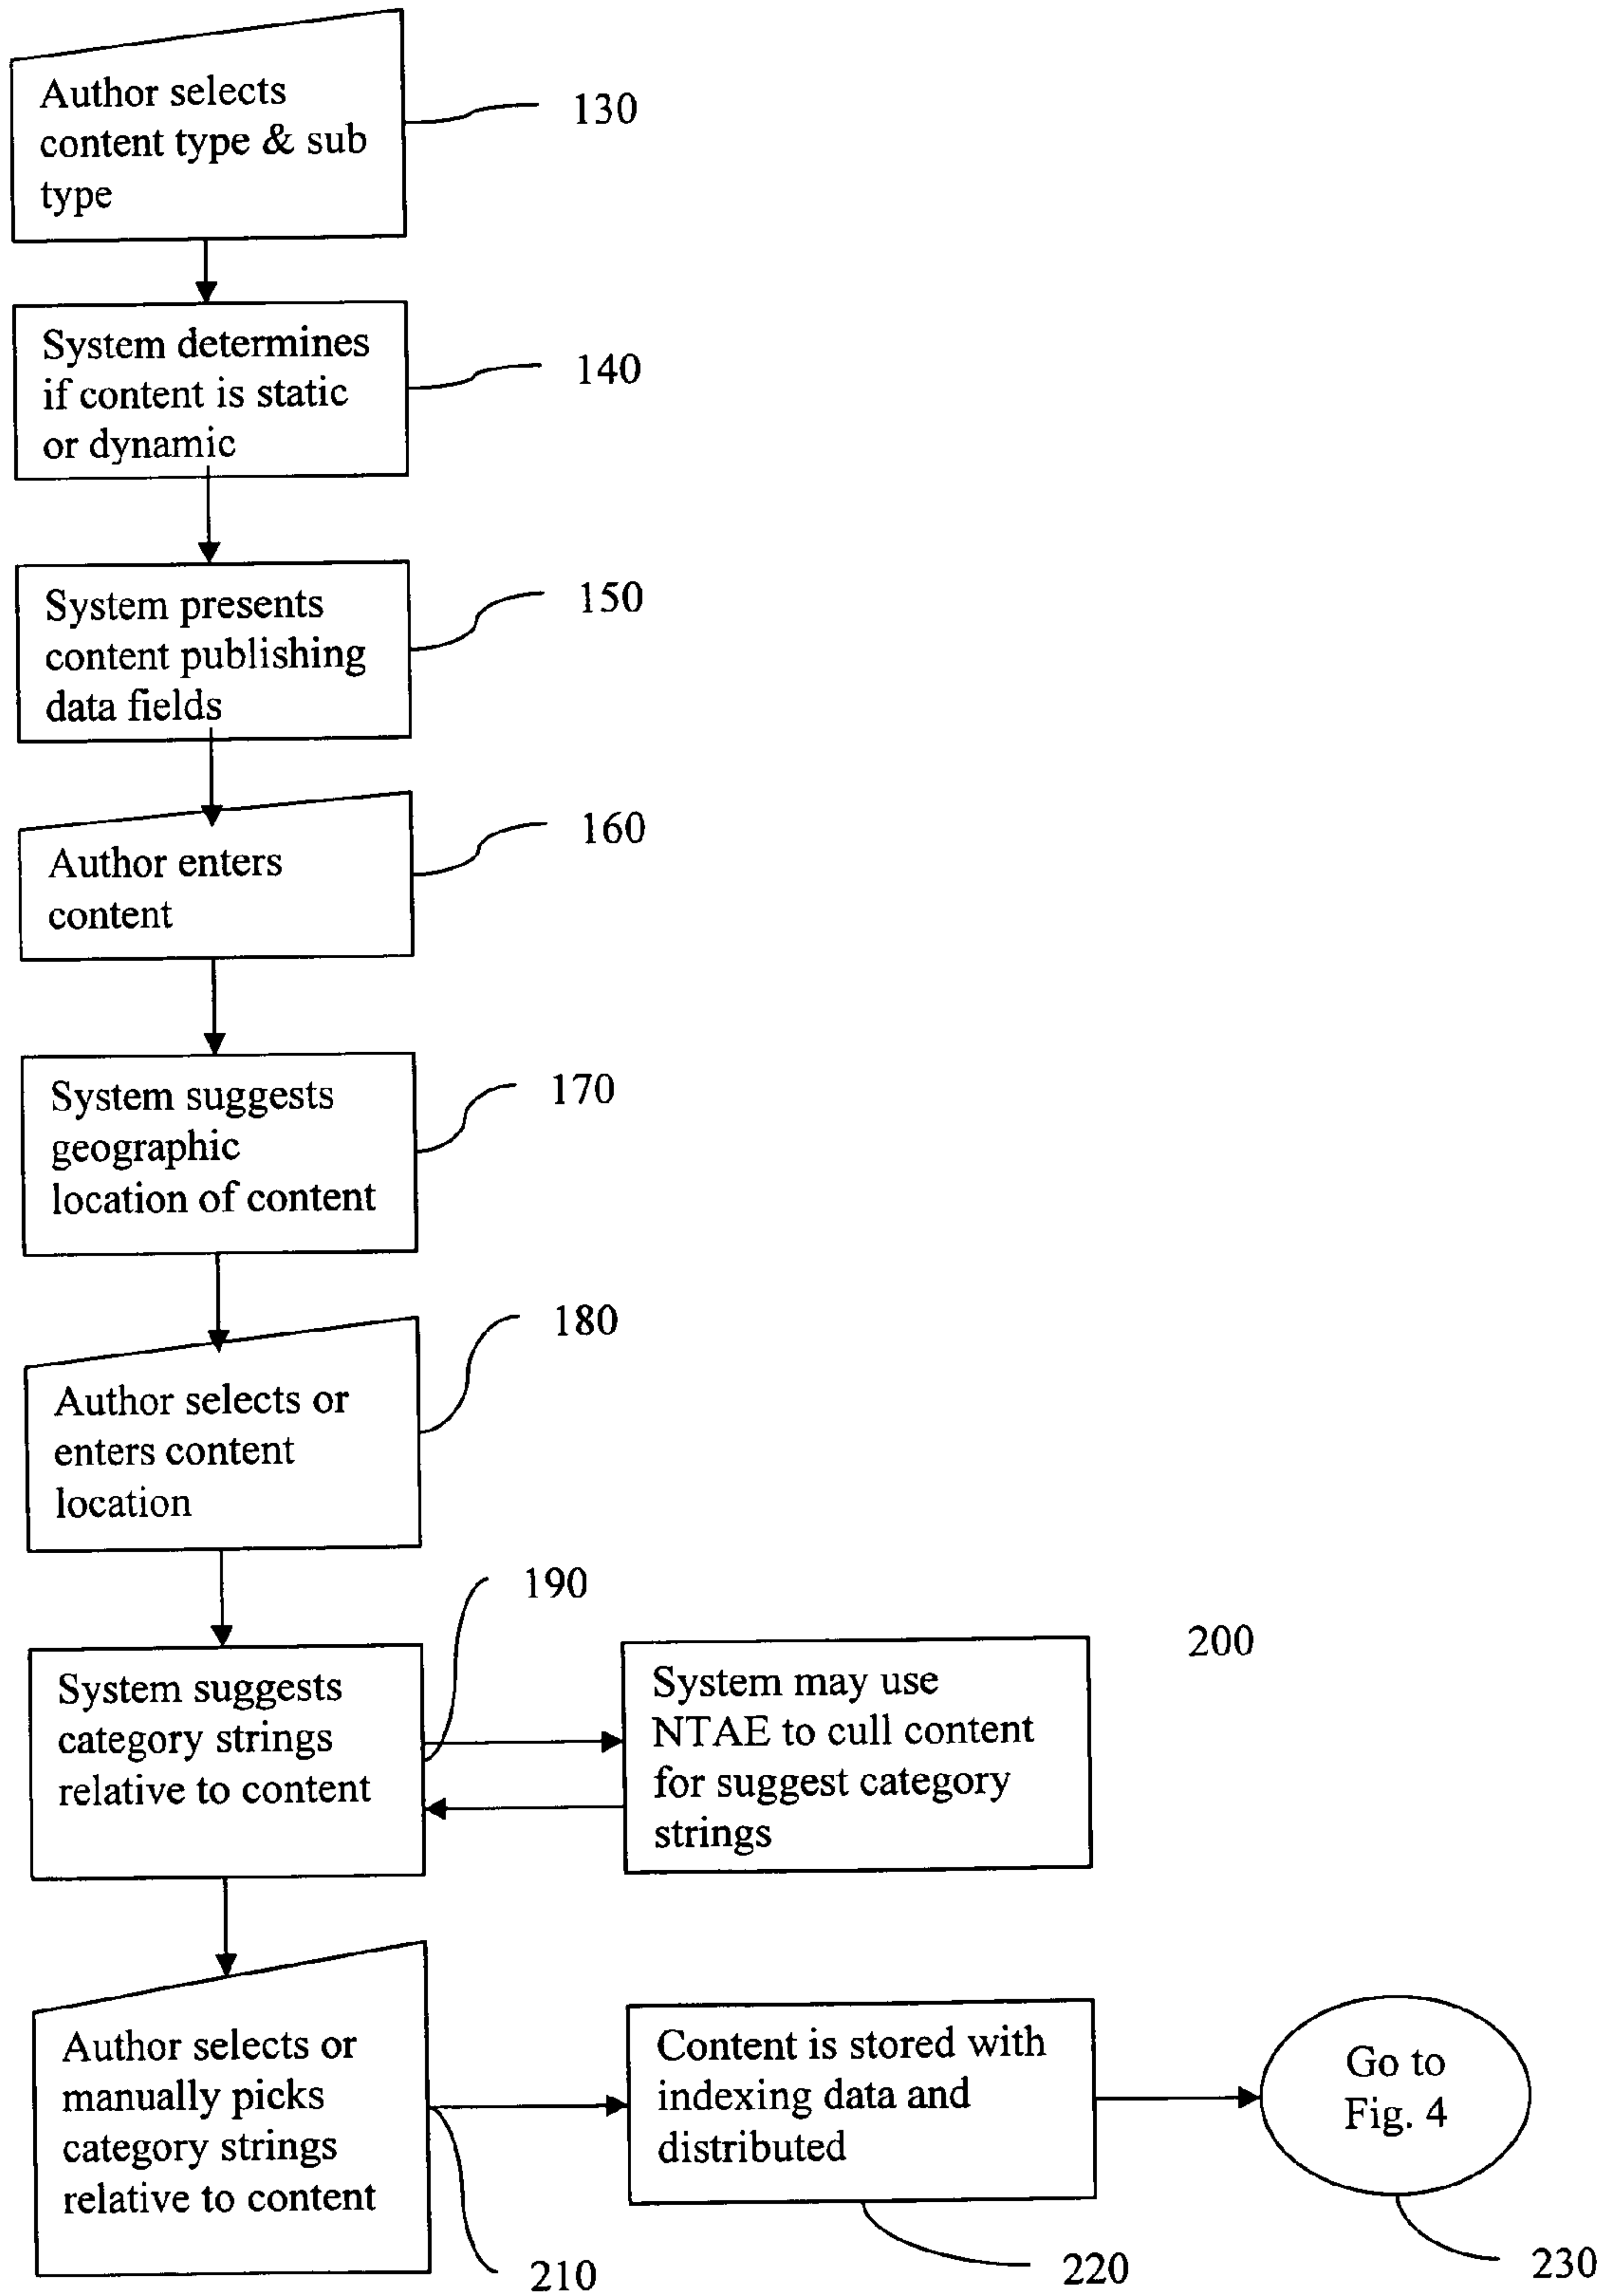 Author selects
content type & sub
type
130
System determines
if content is static
or dynamic
140
System presents
content publishing
data fields
150
Author enters
content
160
System suggests
geographic
location of content
170
Author selects or
enters content
location
180
System suggests
category strings
relative to content
190
System may use
NTAE to cull content
for suggest category
strings
200
Author selects or
manually picks
category strings
relative to content
210
Content is stored with
indexing data and
distributed
220
Go to
Fig. 4
230